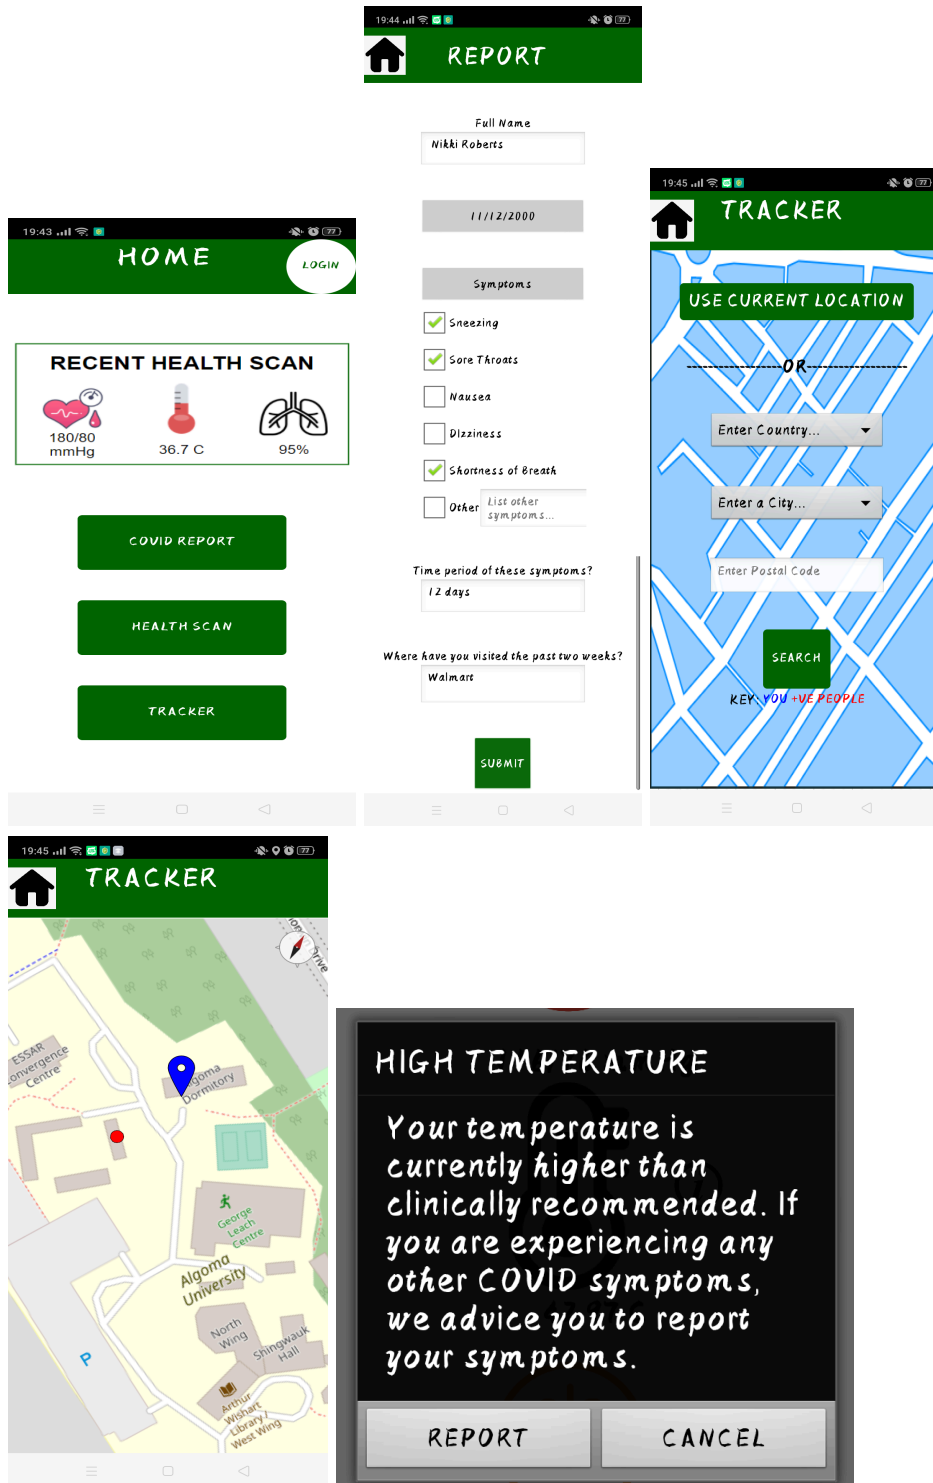 19:43
77
HOME
LOGIN
RECENT HEALTH SCAN
180/80
mmHg
36.7 C
95%
COVID REPORT
HEALTH SCAN
TRACKER
19:44
77
REPORT
Full Name
Nikki Roberts
11/12/2000
Symptoms
Sneezing
Sore Throats
Nausea
DIzziness
Shortness of Breath
Other
List other
symptoms...
Time period of these symptoms?
12 days
Where have you visited the past two weeks?
Walmart
SUBMIT
19:45
77
TRACKER
USE CURRENT LOCATION
OR
Enter Country...
Enter a City...
Enter Postal Code
SEARCH
KEY: YOU +VE PEOPLE
19:45
77
TRACKER
ESSAR
Convergence
Centre
Dormitory
George
Leach
Centre
Algoma
University
North
Wing
Shingwauk
Hall
P
Arthur
Wishart
Library /
West Wing
HIGH TEMPERATURE
Your temperature is
currently higher than
clinically recommended. If
you are experiencing any
other COVID symptoms,
we advice you to report
your symptoms.
REPORT
CANCEL